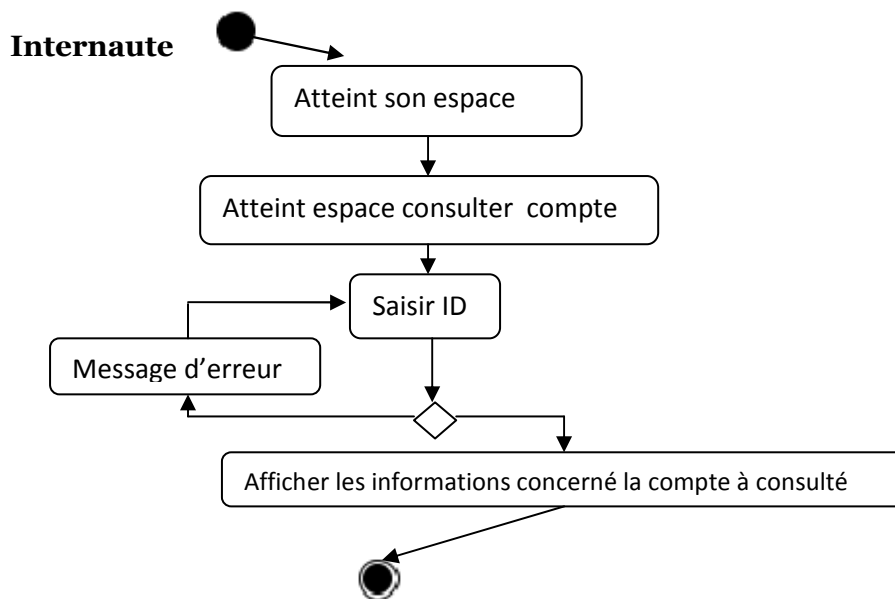 Internaute
Atteint son espace
Atteint espace consulter compte
Saisir ID
Message d’erreur
Afficher les informations concerné la compte à consulté